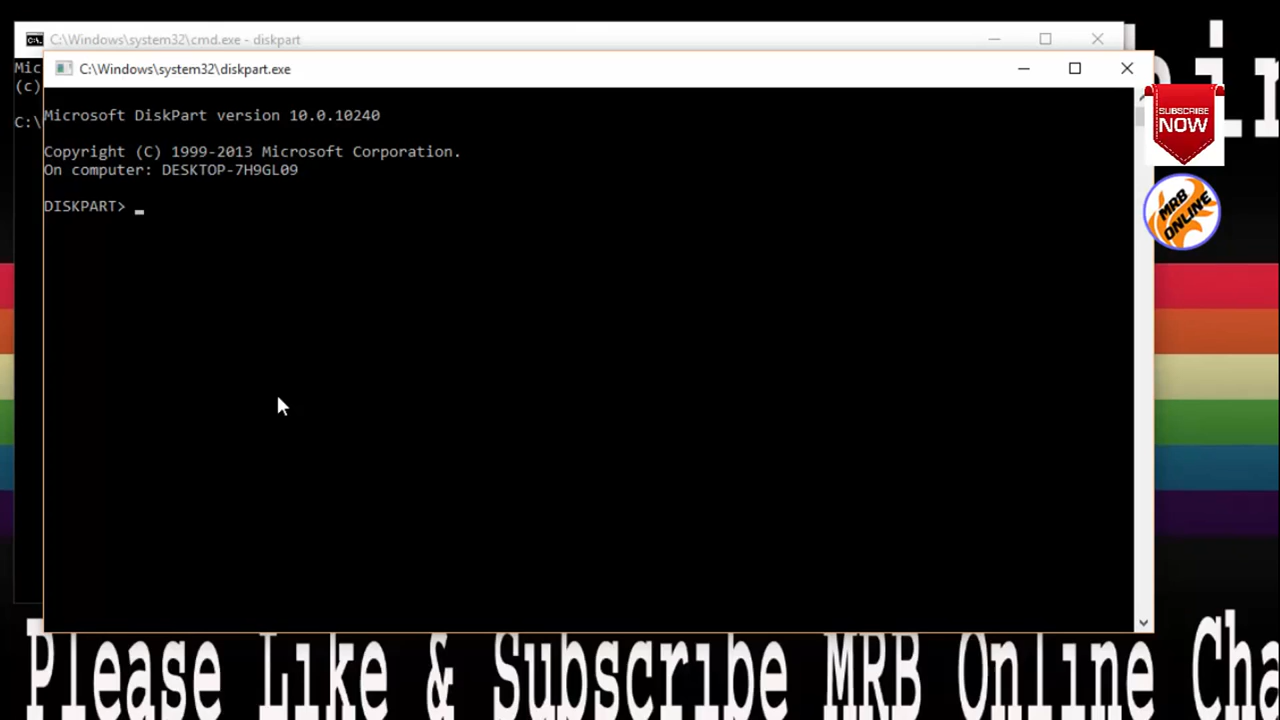 C:\Windows\system32\cmd.exe - diskpart
C:\Windows\system32\diskpart.exe
Mic
(c)
C:\
Microsoft DiskPart version 10.0.10240
Copyright (C) 1999-2013 Microsoft Corporation.
On computer: DESKTOP-7H9GL09
DISKPART>
SUBSCRIBE
NOW
MRB
ONLINE
Please Like & Subscribe MRB Online Cha